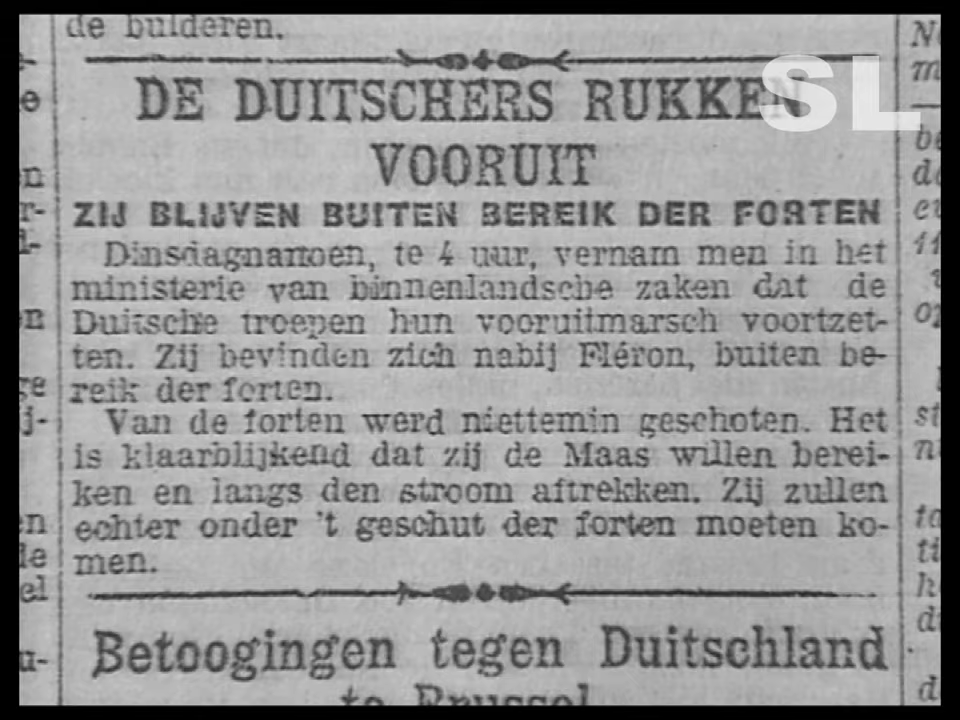 de bulderen.
SL
DE DUITSCHERS RUKKEN
VOORUIT
ZIJ BLIJVEN BUITEN BEREIK DER FORTEN
Dinsdagnanoen, te 4 uur, vernam men in het
ministerie van binnenlandsche zaken dat de
Duitsche troepen hun vooruitmarsch voortzet-
ten. Zij bevinden zich nabij Fléron, buiten be-
reik der forten.
Van de forten werd niettemin geschoten. Het
is klaarblijkend dat zij de Maas willen berei-
ken en langs den stroom aftrekken. Zij zullen
echter onder 't geschut der forten moeten ko-
men.
Betoogingen tegen Duitschland
te Brussel